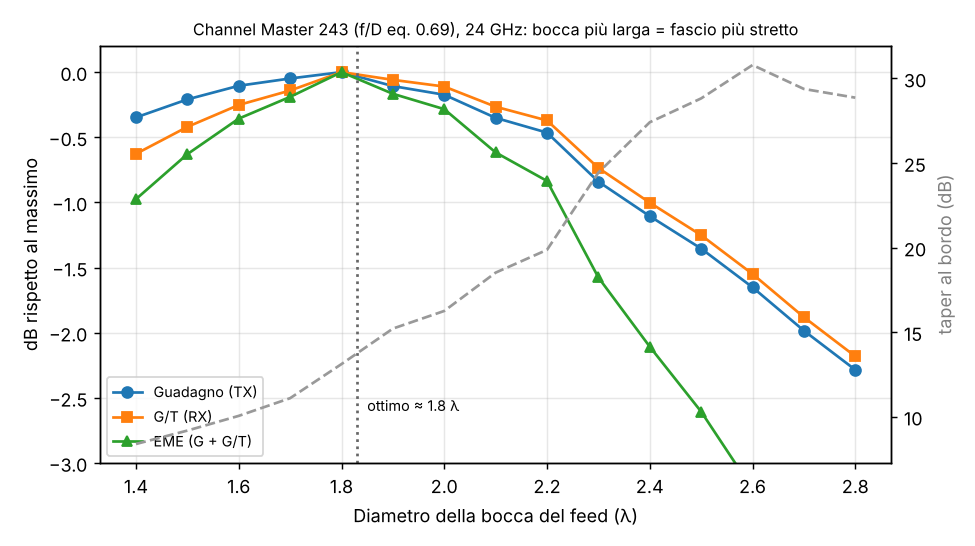 Channel Master 243 (f/D eq. 0.69), 24 GHz: bocca più larga = fascio più stretto
dB rispetto al massimo
0.0
−0.5
−1.0
−1.5
−2.0
−2.5
−3.0
Guadagno (TX)
G/T (RX)
EME (G + G/T)
ottimo ≈ 1.8 λ
30
25
20
15
10
taper al bordo (dB)
1.4 1.6 1.8 2.0 2.2 2.4 2.6 2.8
Diametro della bocca del feed (λ)